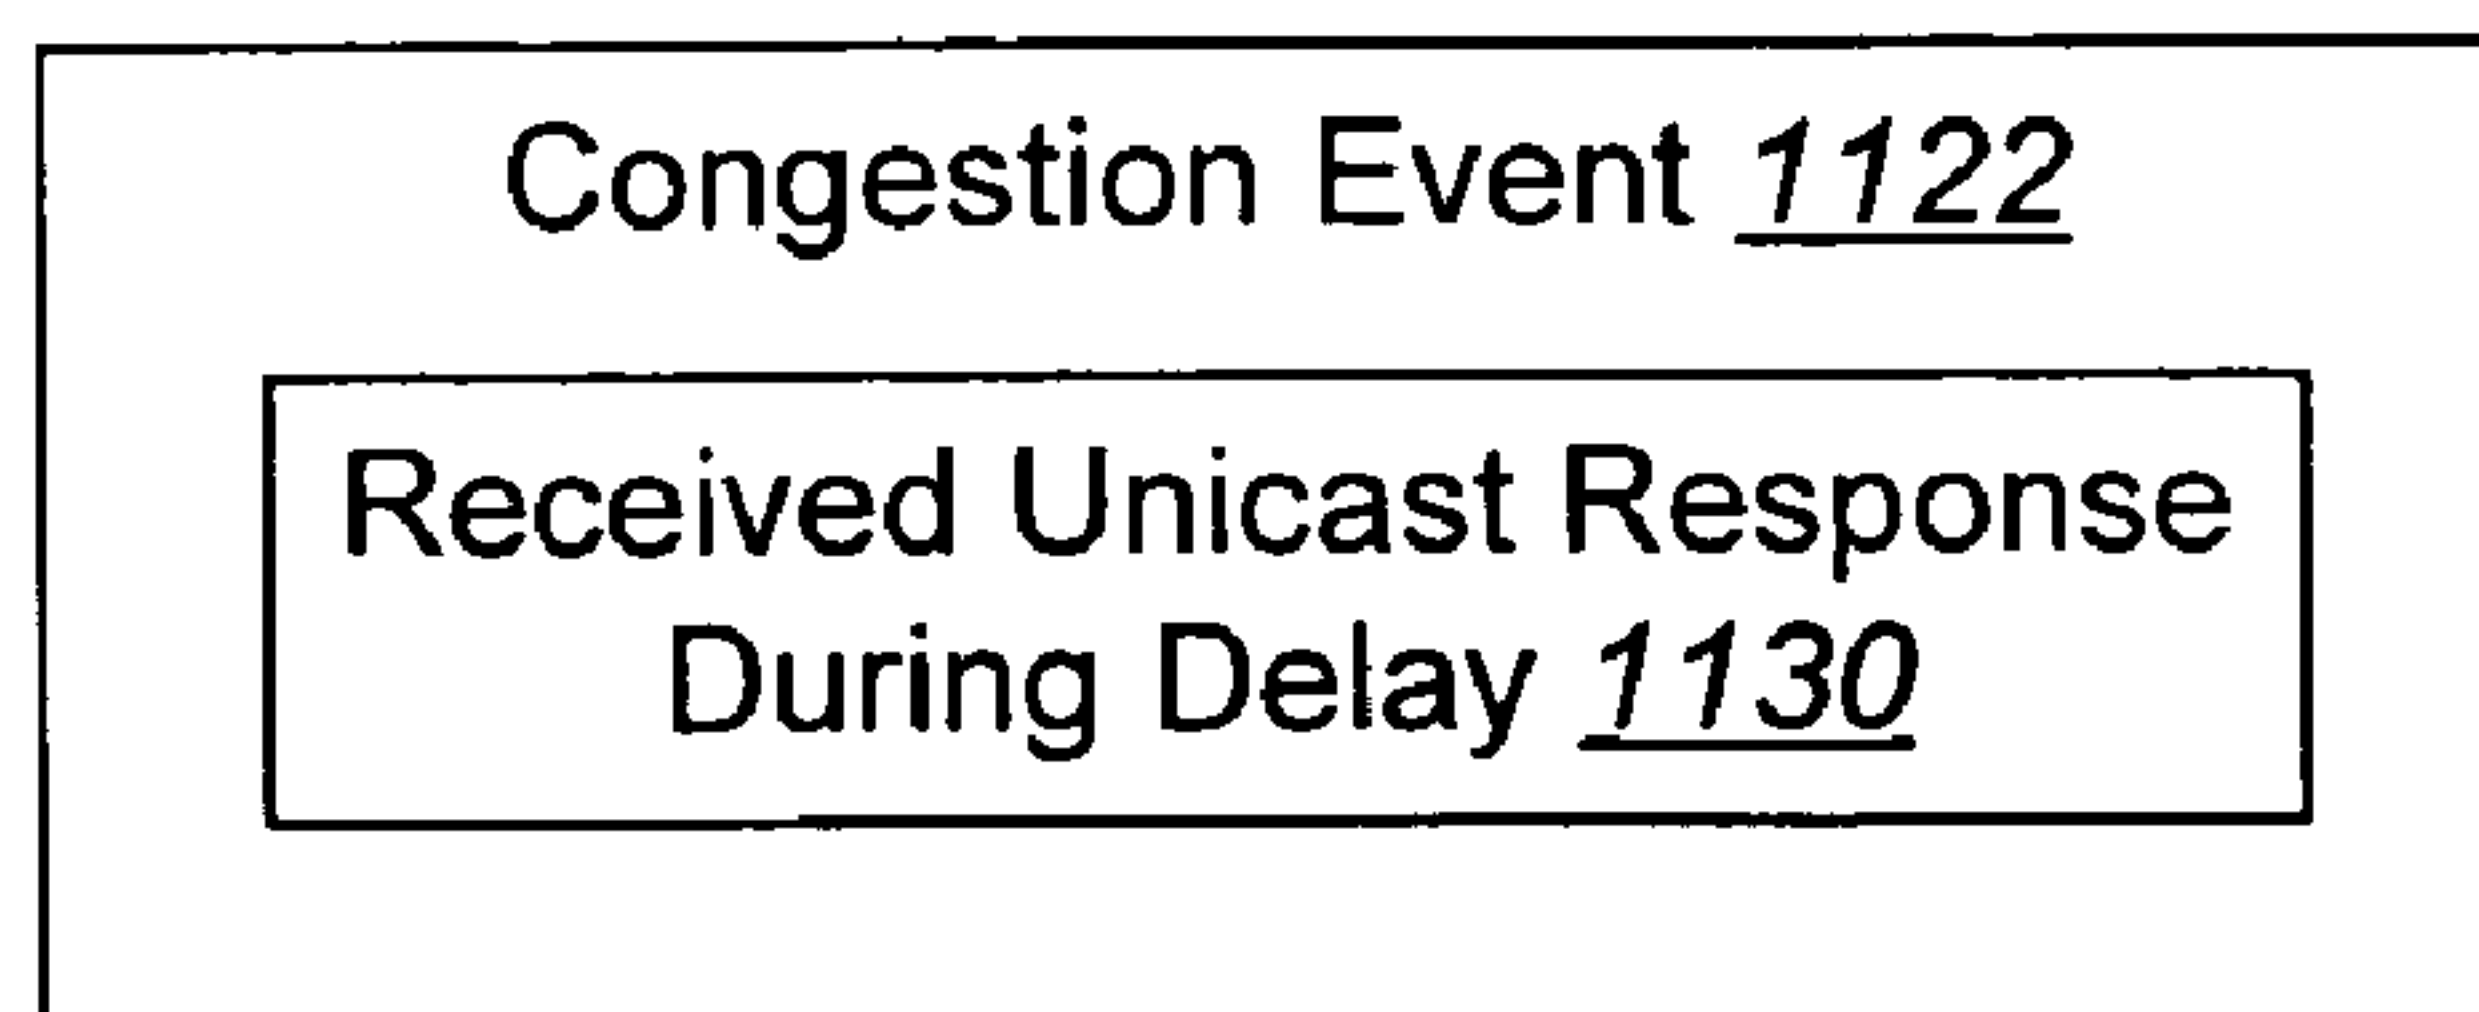 Congestion Event 1122
Received Unicast Response
During Delay 1130